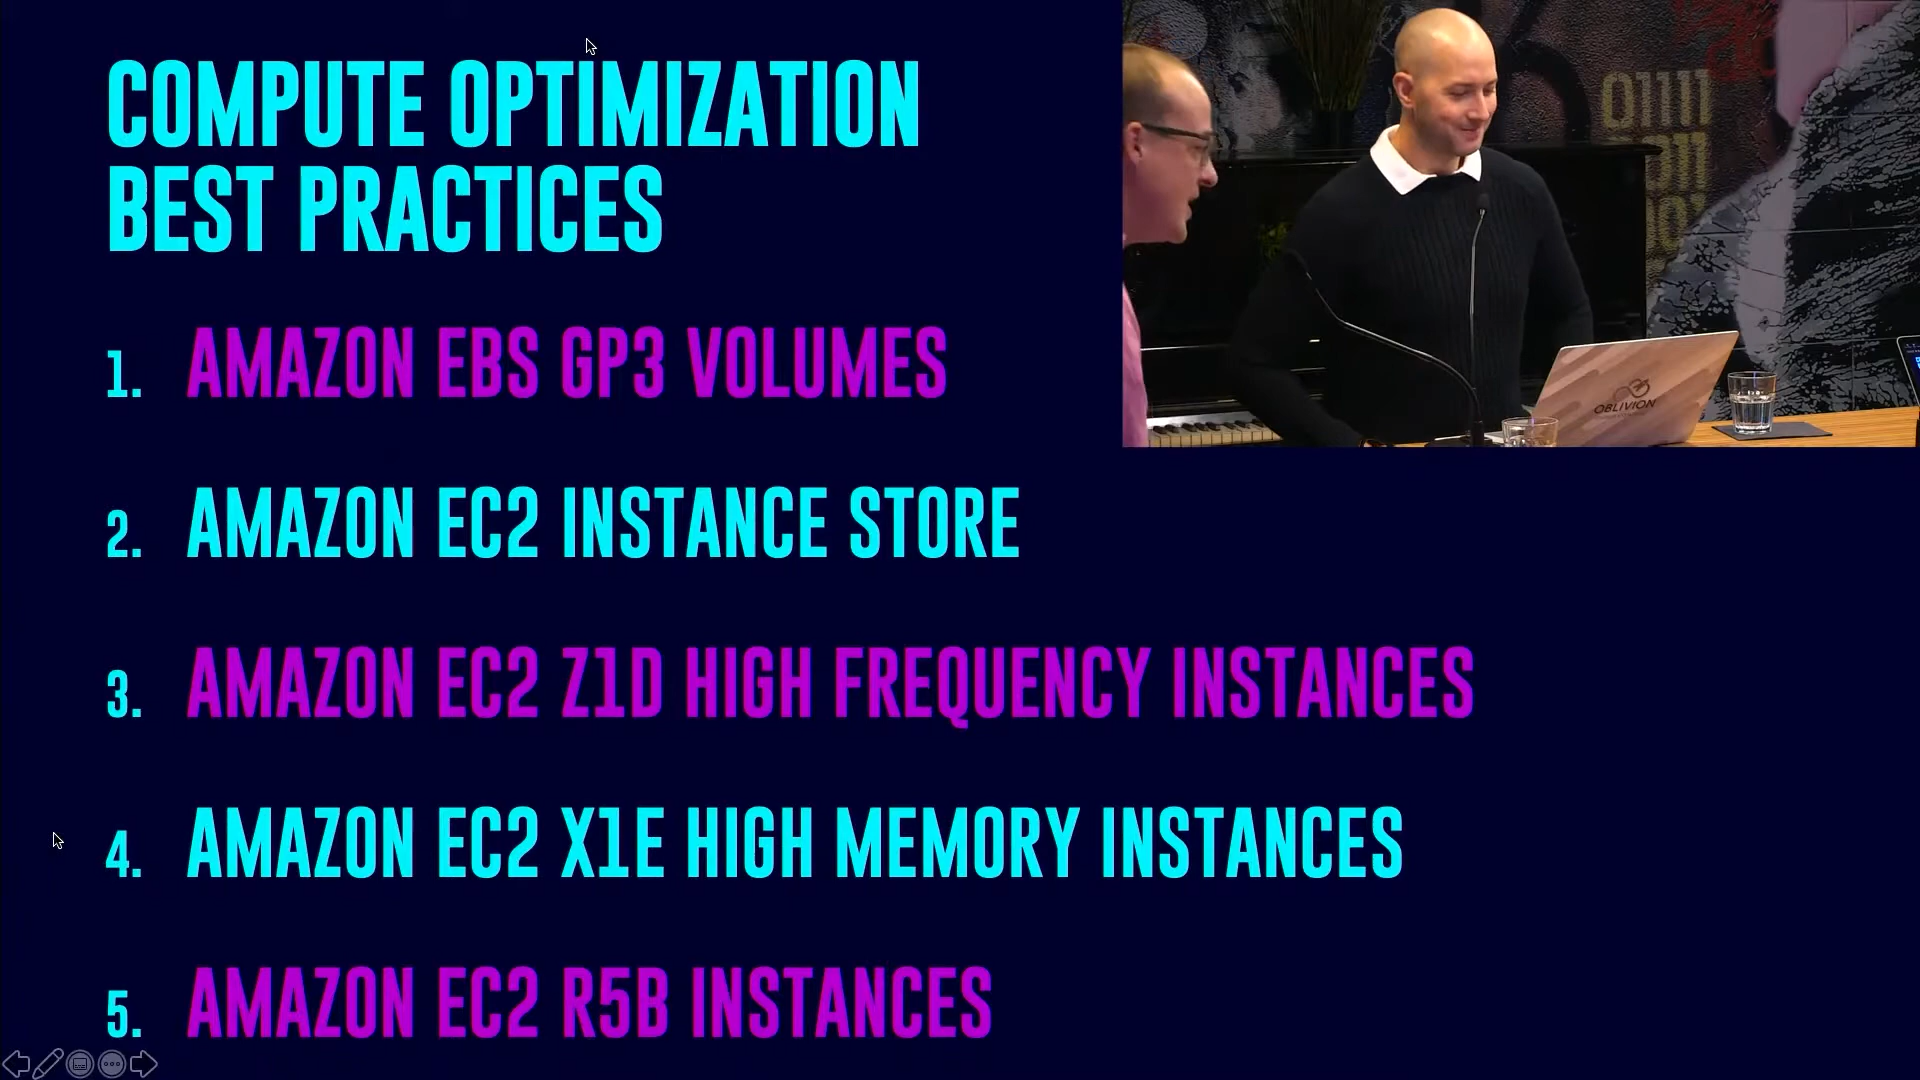 COMPUTE OPTIMIZATION
BEST PRACTICES
1. AMAZON EBS GP3 VOLUMES
2. AMAZON EC2 INSTANCE STORE
3. AMAZON EC2 Z1D HIGH FREQUENCY INSTANCES
4. AMAZON EC2 X1E HIGH MEMORY INSTANCES
5. AMAZON EC2 R5B INSTANCES
01111
OBLIVION